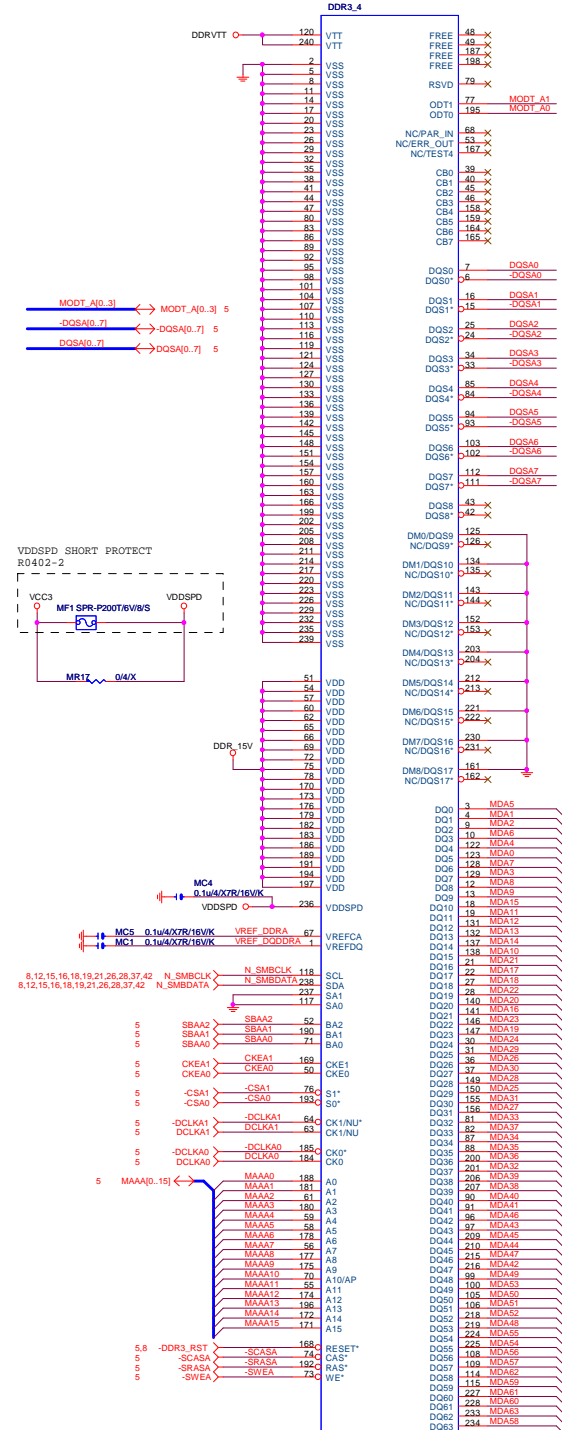 DDR3_4
DDRVTT
120 VTT
240 VTT
2 VSS
5 VSS
8 VSS
11 VSS
14 VSS
17 VSS
20 VSS
23 VSS
26 VSS
29 VSS
32 VSS
35 VSS
38 VSS
41 VSS
44 VSS
47 VSS
80 VSS
83 VSS
86 VSS
89 VSS
92 VSS
95 VSS
98 VSS
101 VSS
104 VSS
107 VSS
110 VSS
113 VSS
116 VSS
119 VSS
121 VSS
124 VSS
127 VSS
130 VSS
133 VSS
136 VSS
139 VSS
142 VSS
145 VSS
148 VSS
151 VSS
154 VSS
157 VSS
160 VSS
163 VSS
166 VSS
199 VSS
202 VSS
205 VSS
208 VSS
211 VSS
214 VSS
217 VSS
220 VSS
223 VSS
226 VSS
229 VSS
232 VSS
235 VSS
239 VSS
MODT_A[0..3] MODT_A[0..3] 5
-DQSA[0..7] -DQSA[0..7] 5
DQSA[0..7] DQSA[0..7] 5
VDDSPD SHORT PROTECT
R0402-2
VCC3 VDDSPD
MF1 SPR-P200T/6V/8/S
MR17 0/4/X
DDR_15V
51 VDD
54 VDD
57 VDD
60 VDD
62 VDD
65 VDD
66 VDD
69 VDD
72 VDD
75 VDD
78 VDD
170 VDD
173 VDD
176 VDD
179 VDD
182 VDD
183 VDD
186 VDD
189 VDD
191 VDD
194 VDD
197 VDD
MC4
0.1u/4/X7R/16V/K
VDDSPD 236 VDDSPD
MC5 0.1u/4/X7R/16V/K VREF_DDRA 67 VREFCA
MC1 0.1u/4/X7R/16V/K VREF_DQDDRA 1 VREFDQ
8,12,15,16,18,19,21,26,28,37,42 N_SMBCLK N_SMBCLK 118 SCL
8,12,15,16,18,19,21,26,28,37,42 N_SMBDATA N_SMBDATA 238 SDA
237 SA1
117 SA0
5 SBAA2 SBAA2 52 BA2
5 SBAA1 SBAA1 190 BA1
5 SBAA0 SBAA0 71 BA0
5 CKEA1 CKEA1 169 CKE1
5 CKEA0 CKEA0 50 CKE0
5 -CSA1 -CSA1 76 S1*
5 -CSA0 -CSA0 193 S0*
5 -DCLKA1 -DCLKA1 64 CK1/NU*
5 DCLKA1 DCLKA1 63 CK1/NU
5 -DCLKA0 -DCLKA0 185 CK0*
5 DCLKA0 DCLKA0 184 CK0
5 MAAA[0..15]
MAAA0 188 A0
MAAA1 181 A1
MAAA2 61 A2
MAAA3 180 A3
MAAA4 59 A4
MAAA5 58 A5
MAAA6 178 A6
MAAA7 56 A7
MAAA8 177 A8
MAAA9 175 A9
MAAA10 70 A10/AP
MAAA11 55 A11
MAAA12 174 A12
MAAA13 196 A13
MAAA14 172 A14
MAAA15 171 A15
5,8 -DDR3_RST 168 RESET*
5 -SCASA -SCASA 74 CAS*
5 -SRASA -SRASA 192 RAS*
5 -SWEA -SWEA 73 WE*
FREE 48
FREE 49
FREE 187
FREE 198
RSVD 79
ODT1 77 MODT_A1
ODT0 195 MODT_A0
NC/PAR_IN 68
NC/ERR_OUT 53
NC/TEST4 167
CB0 39
CB1 40
CB2 45
CB3 46
CB4 158
CB5 159
CB6 164
CB7 165
DQS0 7 DQSA0
DQS0* 6 -DQSA0
DQS1 16 DQSA1
DQS1* 15 -DQSA1
DQS2 25 DQSA2
DQS2* 24 -DQSA2
DQS3 34 DQSA3
DQS3* 33 -DQSA3
DQS4 85 DQSA4
DQS4* 84 -DQSA4
DQS5 94 DQSA5
DQS5* 93 -DQSA5
DQS6 103 DQSA6
DQS6* 102 -DQSA6
DQS7 112 DQSA7
DQS7* 111 -DQSA7
DQS8 43
DQS8* 42
DM0/DQS9 125
NC/DQS9* 126
DM1/DQS10 134
NC/DQS10* 135
DM2/DQS11 143
NC/DQS11* 144
DM3/DQS12 152
NC/DQS12* 153
DM4/DQS13 203
NC/DQS13* 204
DM5/DQS14 212
NC/DQS14* 213
DM6/DQS15 221
NC/DQS15* 222
DM7/DQS16 230
NC/DQS16* 231
DM8/DQS17 161
NC/DQS17* 162
DQ0 3 MDA5
DQ1 4 MDA1
DQ2 9 MDA2
DQ3 10 MDA6
DQ4 122 MDA4
DQ5 123 MDA0
DQ6 128 MDA7
DQ7 129 MDA3
DQ8 12 MDA8
DQ9 13 MDA9
DQ10 18 MDA15
DQ11 19 MDA11
DQ12 131 MDA12
DQ13 132 MDA13
DQ14 137 MDA14
DQ15 138 MDA10
DQ16 21 MDA21
DQ17 22 MDA17
DQ18 27 MDA18
DQ19 28 MDA22
DQ20 140 MDA20
DQ21 141 MDA16
DQ22 146 MDA23
DQ23 147 MDA19
DQ24 30 MDA24
DQ25 31 MDA29
DQ26 36 MDA26
DQ27 37 MDA30
DQ28 149 MDA28
DQ29 150 MDA25
DQ30 155 MDA31
DQ31 156 MDA27
DQ32 81 MDA33
DQ33 82 MDA37
DQ34 87 MDA34
DQ35 88 MDA35
DQ36 200 MDA36
DQ37 201 MDA32
DQ38 206 MDA39
DQ39 207 MDA38
DQ40 90 MDA40
DQ41 91 MDA41
DQ42 96 MDA46
DQ43 97 MDA43
DQ44 209 MDA45
DQ45 210 MDA44
DQ46 215 MDA47
DQ47 216 MDA42
DQ48 99 MDA49
DQ49 100 MDA53
DQ50 105 MDA50
DQ51 106 MDA51
DQ52 218 MDA52
DQ53 219 MDA48
DQ54 224 MDA55
DQ55 225 MDA54
DQ56 108 MDA56
DQ57 109 MDA57
DQ58 114 MDA62
DQ59 115 MDA59
DQ60 227 MDA61
DQ61 228 MDA60
DQ62 233 MDA63
DQ63 234 MDA58